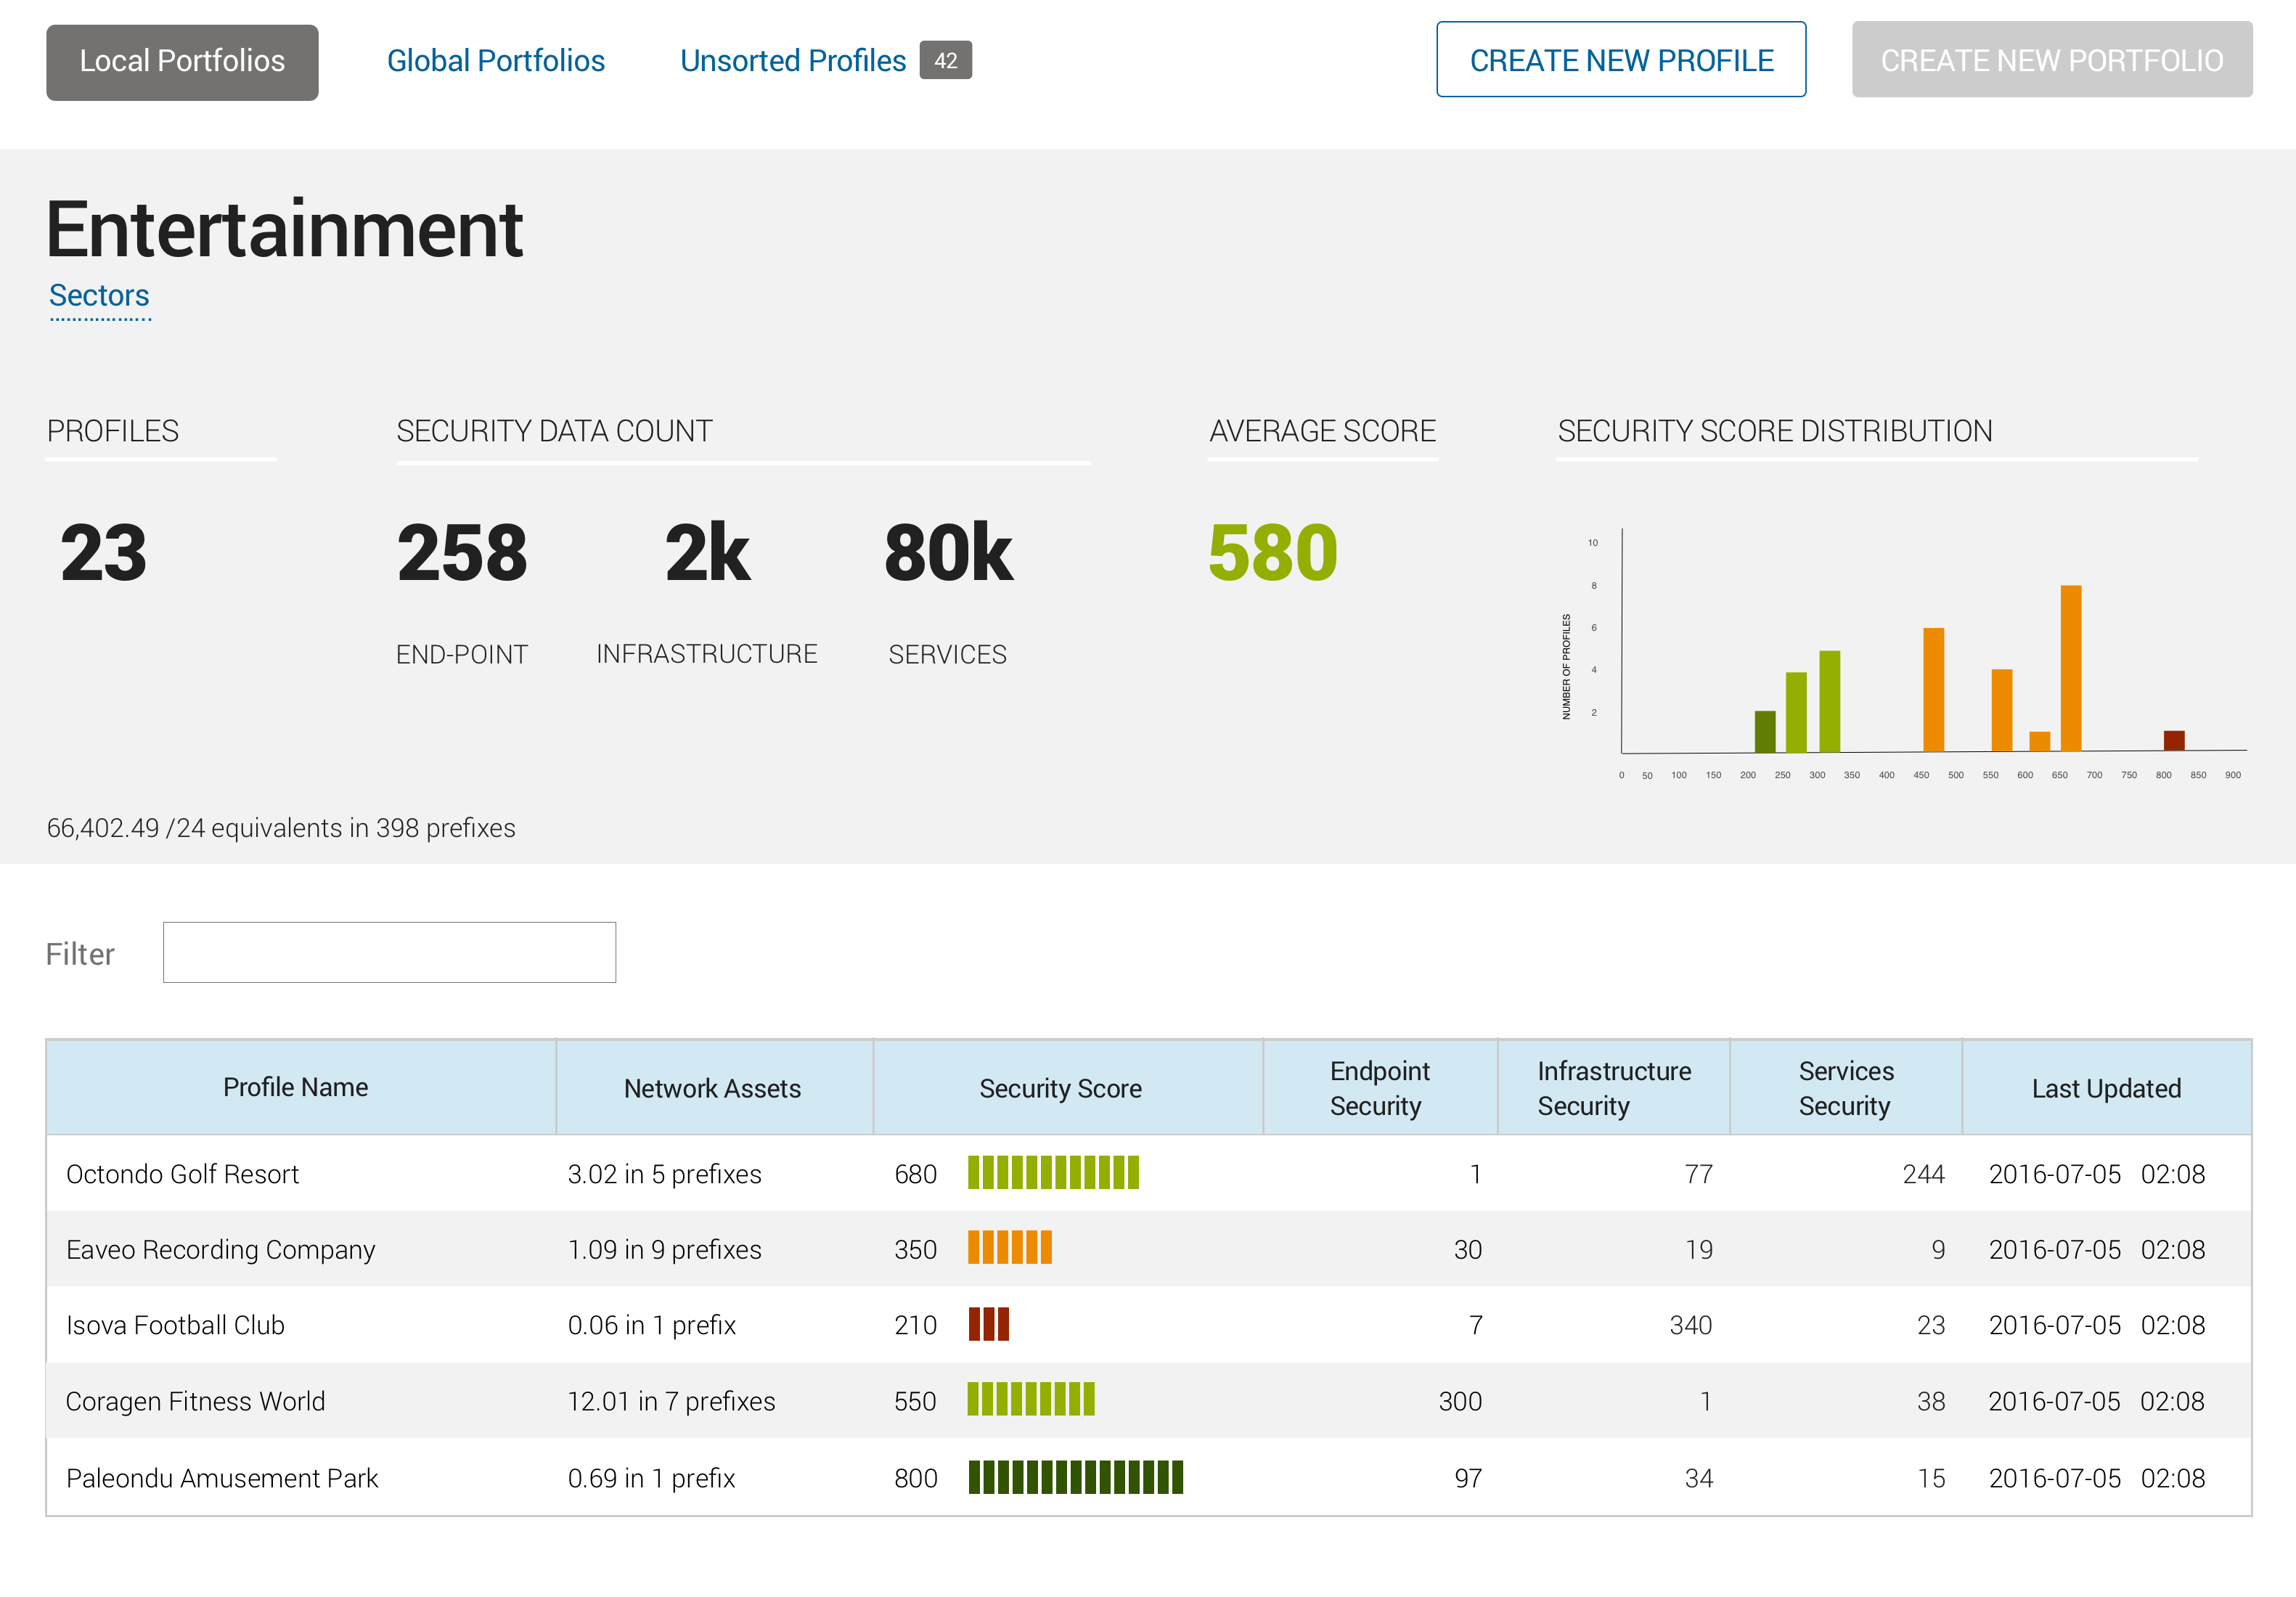 Local Portfolios Global Portfolios Unsorted Profiles 42 CREATE NEW PROFILE CREATE NEW PORTFOLIO
Entertainment
Sectors
PROFILES SECURITY DATA COUNT AVERAGE SCORE SECURITY SCORE DISTRIBUTION
23 258 2k 80k 580
END-POINT INFRASTRUCTURE SERVICES
NUMBER OF PROFILES
10
8
6
4
2
0 50 100 150 200 250 300 350 400 450 500 550 600 650 700 750 800 850 900
66,402.49 /24 equivalents in 398 prefixes
Filter
Profile Name Network Assets Security Score Endpoint Security Infrastructure Security Services Security Last Updated
Octondo Golf Resort 3.02 in 5 prefixes 680 1 77 244 2016-07-05 02:08
Eaveo Recording Company 1.09 in 9 prefixes 350 30 19 9 2016-07-05 02:08
Isova Football Club 0.06 in 1 prefix 210 7 340 23 2016-07-05 02:08
Coragen Fitness World 12.01 in 7 prefixes 550 300 1 38 2016-07-05 02:08
Paleondu Amusement Park 0.69 in 1 prefix 800 97 34 15 2016-07-05 02:08